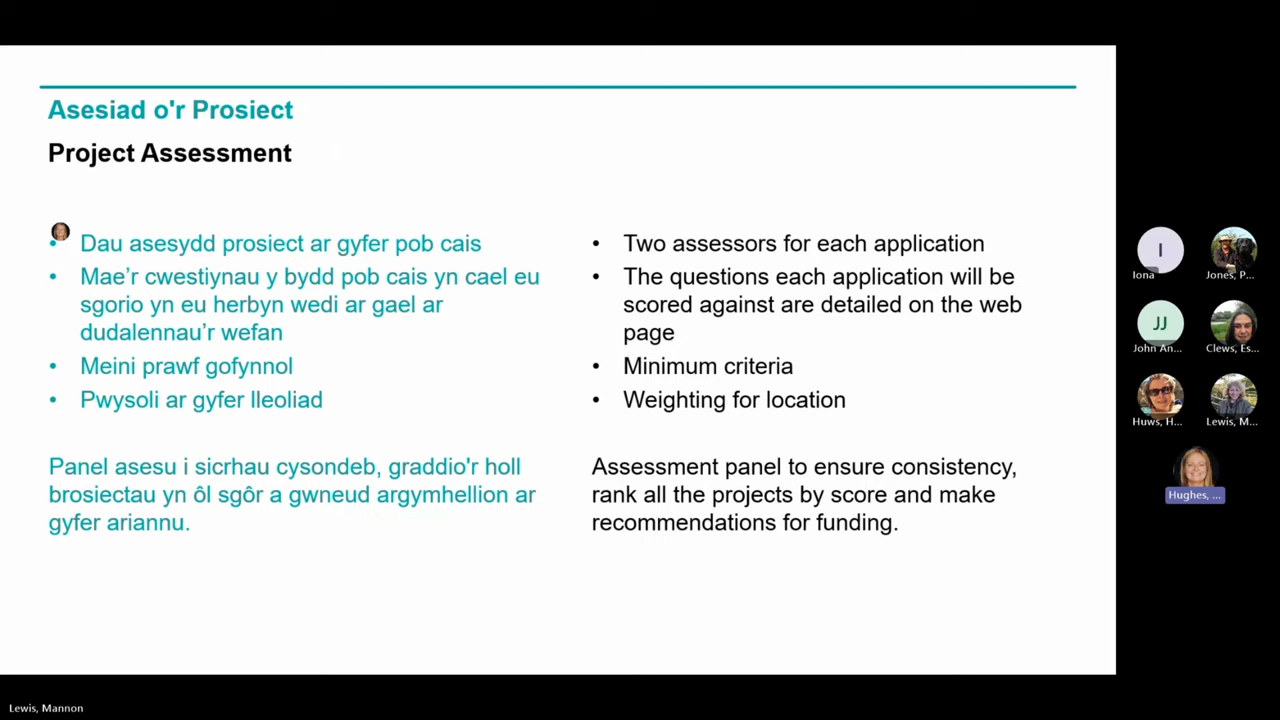 Asesiad o'r Prosiect
Project Assessment
• Dau asesydd prosiect ar gyfer pob cais
• Mae’r cwestiynau y bydd pob cais yn cael eu
sgorio yn eu herbyn wedi ar gael ar
dudalennau’r wefan
• Meini prawf gofynnol
• Pwysoli ar gyfer lleoliad
Panel asesu i sicrhau cysondeb, graddio'r holl
brosiectau yn ôl sgôr a gwneud argymhellion ar
gyfer ariannu.
• Two assessors for each application
• The questions each application will be
scored against are detailed on the web
page
• Minimum criteria
• Weighting for location
Assessment panel to ensure consistency,
rank all the projects by score and make
recommendations for funding.
I
Iona
Jones, P...
JJ
John An...
Clews, Es...
Huws, H...
Lewis, M...
Hughes, ...
Lewis, Mannon